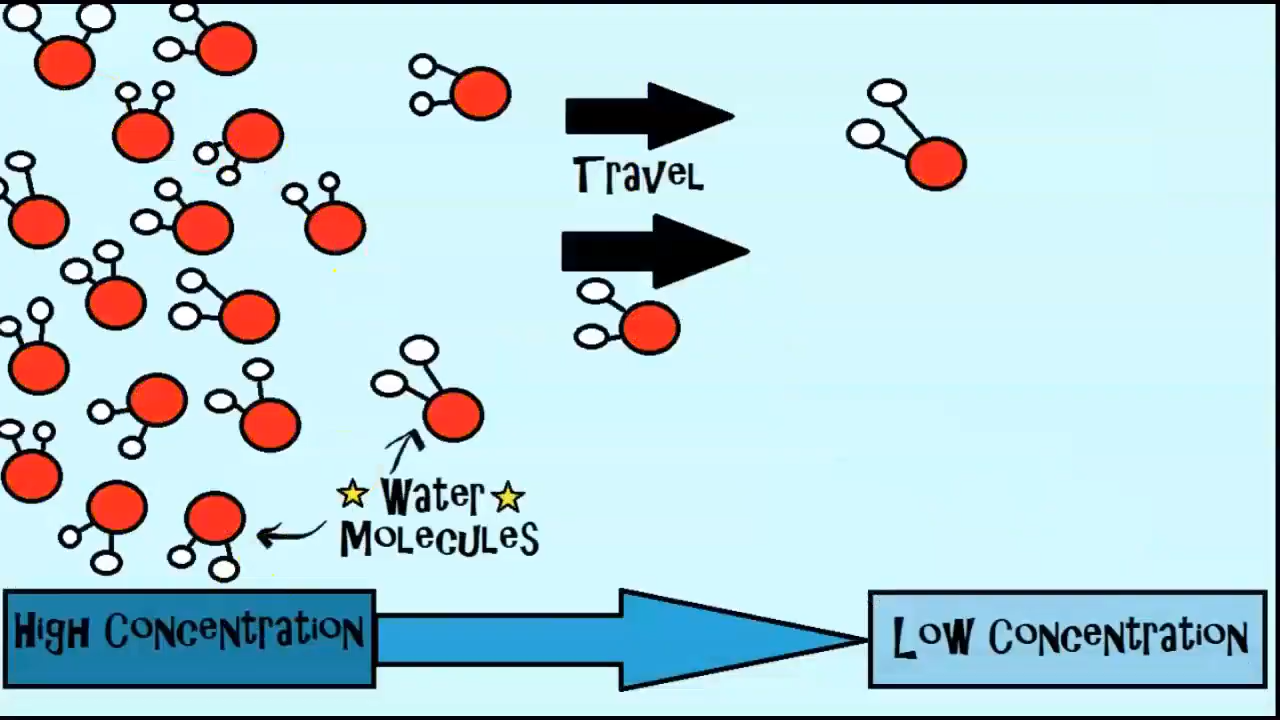 Travel
Water
Molecules
High Concentration
Low Concentration